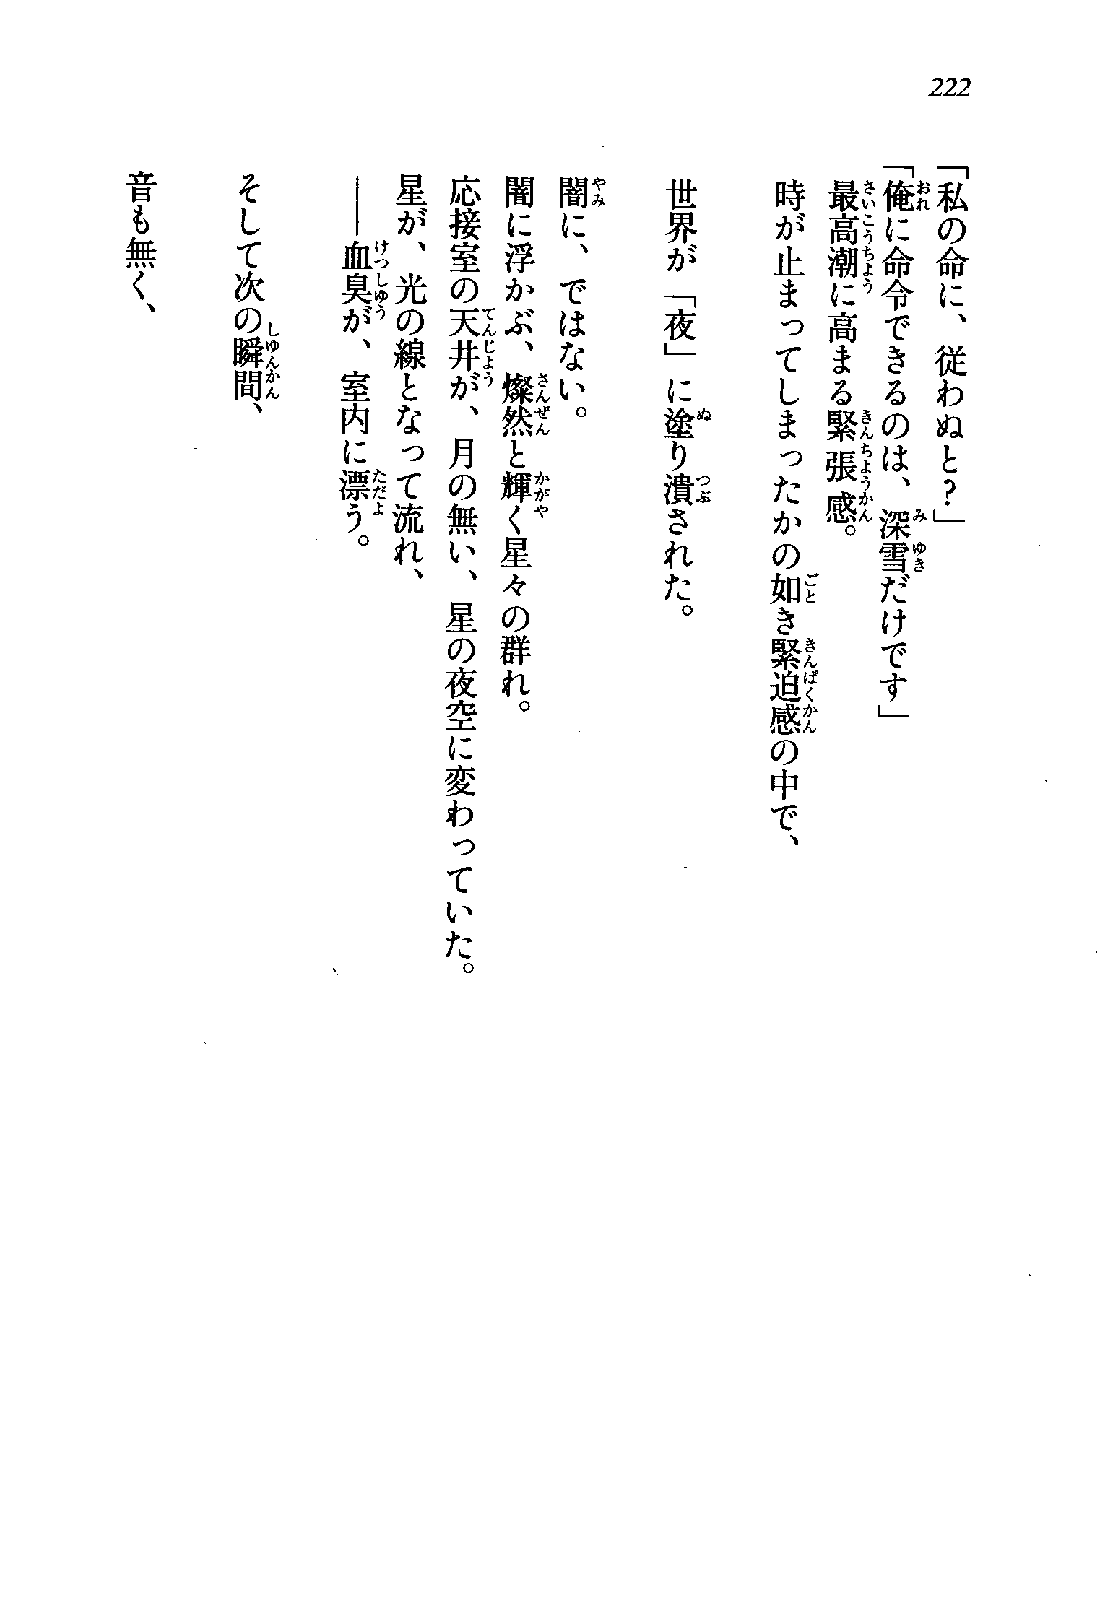 222
「私の命に、従わぬと？」
「俺に命令できるのは、深雪だけです」
最高潮に高まる緊張感。
時が止まってしまったかの如き緊迫感の中で、
世界が「夜」に塗り潰された。
闇に、ではない。
闇に浮かぶ、燦然と輝く星々の群れ。
応接室の天井が、月の無い、星の夜空に変わっていた。
星が、光の線となって流れ、
――血臭が、室内に漂う。
そして次の瞬間、
音も無く、